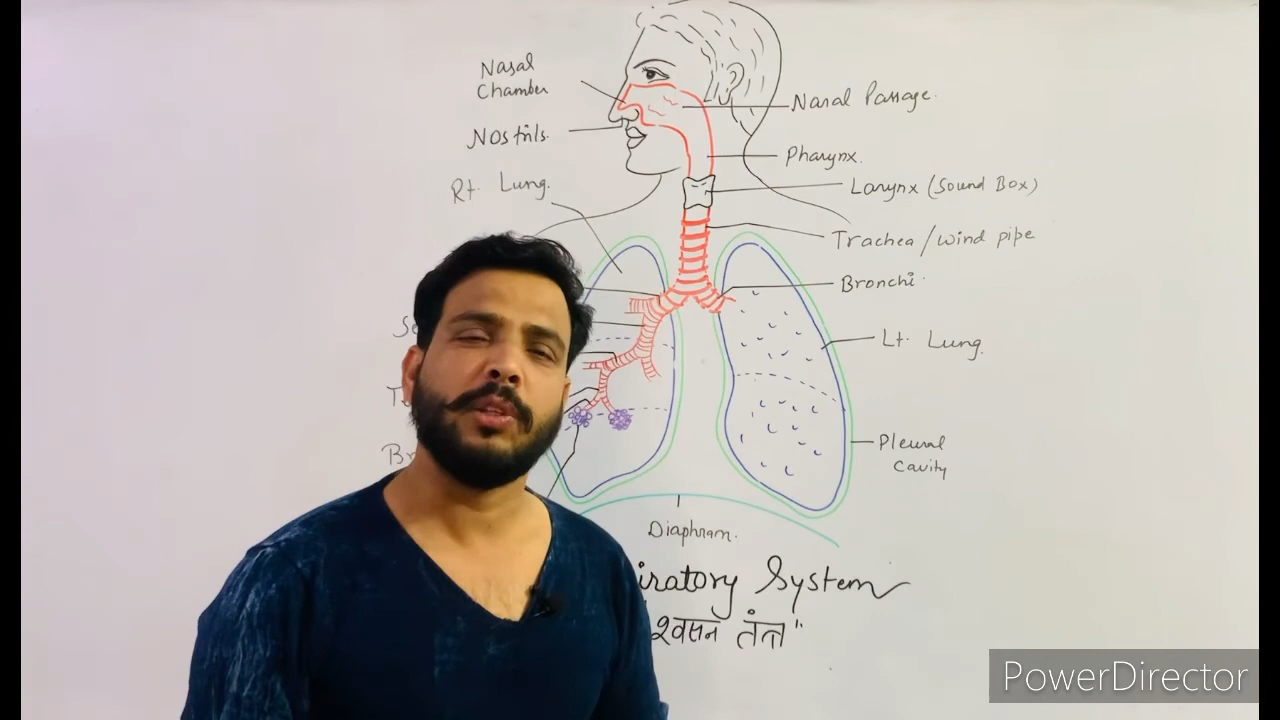 Nasal
Chamber
Nostrils.
Rt. Lung.
Nasal Passage.
Pharynx.
Larynx (Sound Box)
Trachea / wind pipe
Bronchi.
Lt. Lung.
Pleural
cavity
Diaphram.
iratory System
श्वसन तंत्र"
PowerDirector